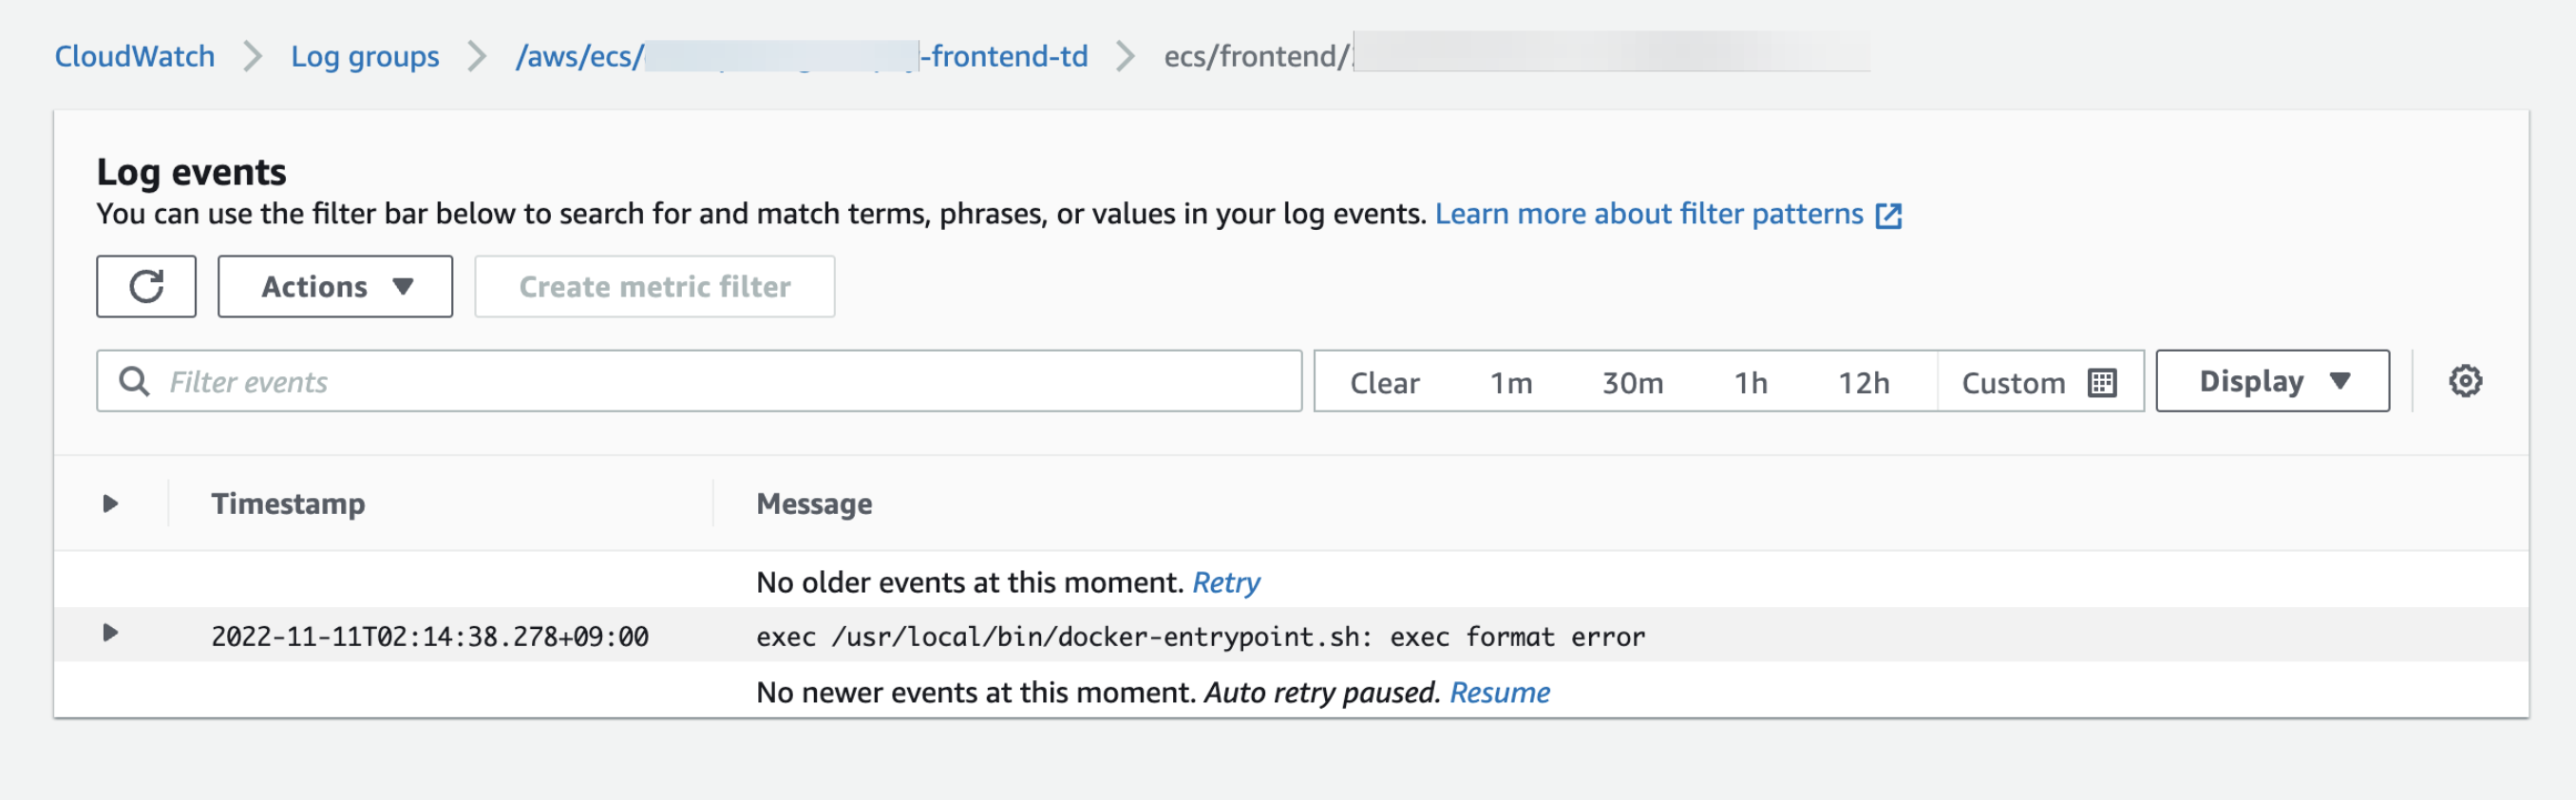 CloudWatch > Log groups > /aws/ecs/ -frontend-td > ecs/frontend/
Log events
You can use the filter bar below to search for and match terms, phrases, or values in your log events. Learn more about filter patterns
Actions Create metric filter
Filter events Clear 1m 30m 1h 12h Custom Display
Timestamp Message
No older events at this moment. Retry
2022-11-11T02:14:38.278+09:00 exec /usr/local/bin/docker-entrypoint.sh: exec format error
No newer events at this moment. Auto retry paused. Resume